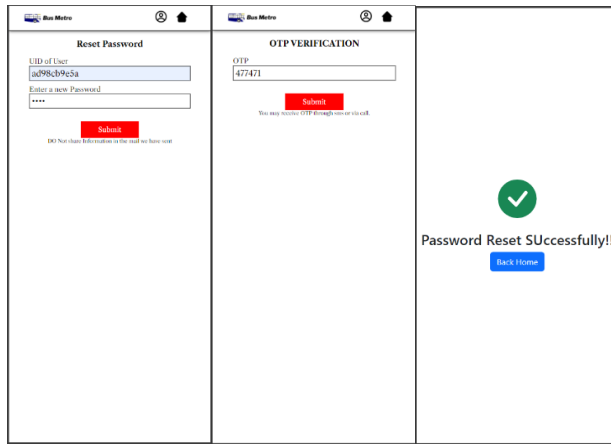 Bus Metro
Reset Password
UID of User
ad98cb9e5a
Enter a new Password
••••
Submit
DO Not share Information in the mail we have sent
Bus Metro
OTP VERIFICATION
OTP
477471
Submit
You may receive OTP through sms or via call.
Password Reset SUccessfully!!
Back Home